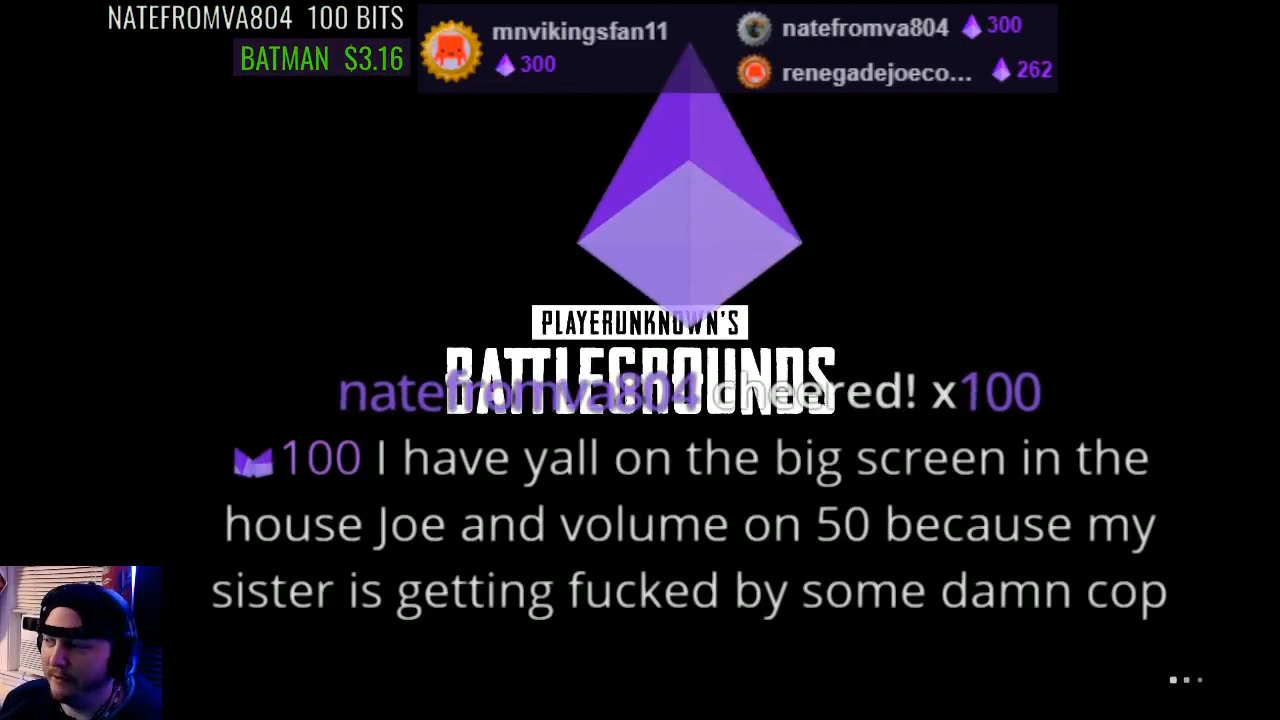 NATEFROMVA804 100 BITS
BATMAN $3.16
mnvikingsfan11
300
natefromva804 300
renegadejoeco... 262
PLAYERUNKNOWN'S
BATTLEGROUNDS
natefromva804 cheered! x100
100 I have yall on the big screen in the
house Joe and volume on 50 because my
sister is getting fucked by some damn cop